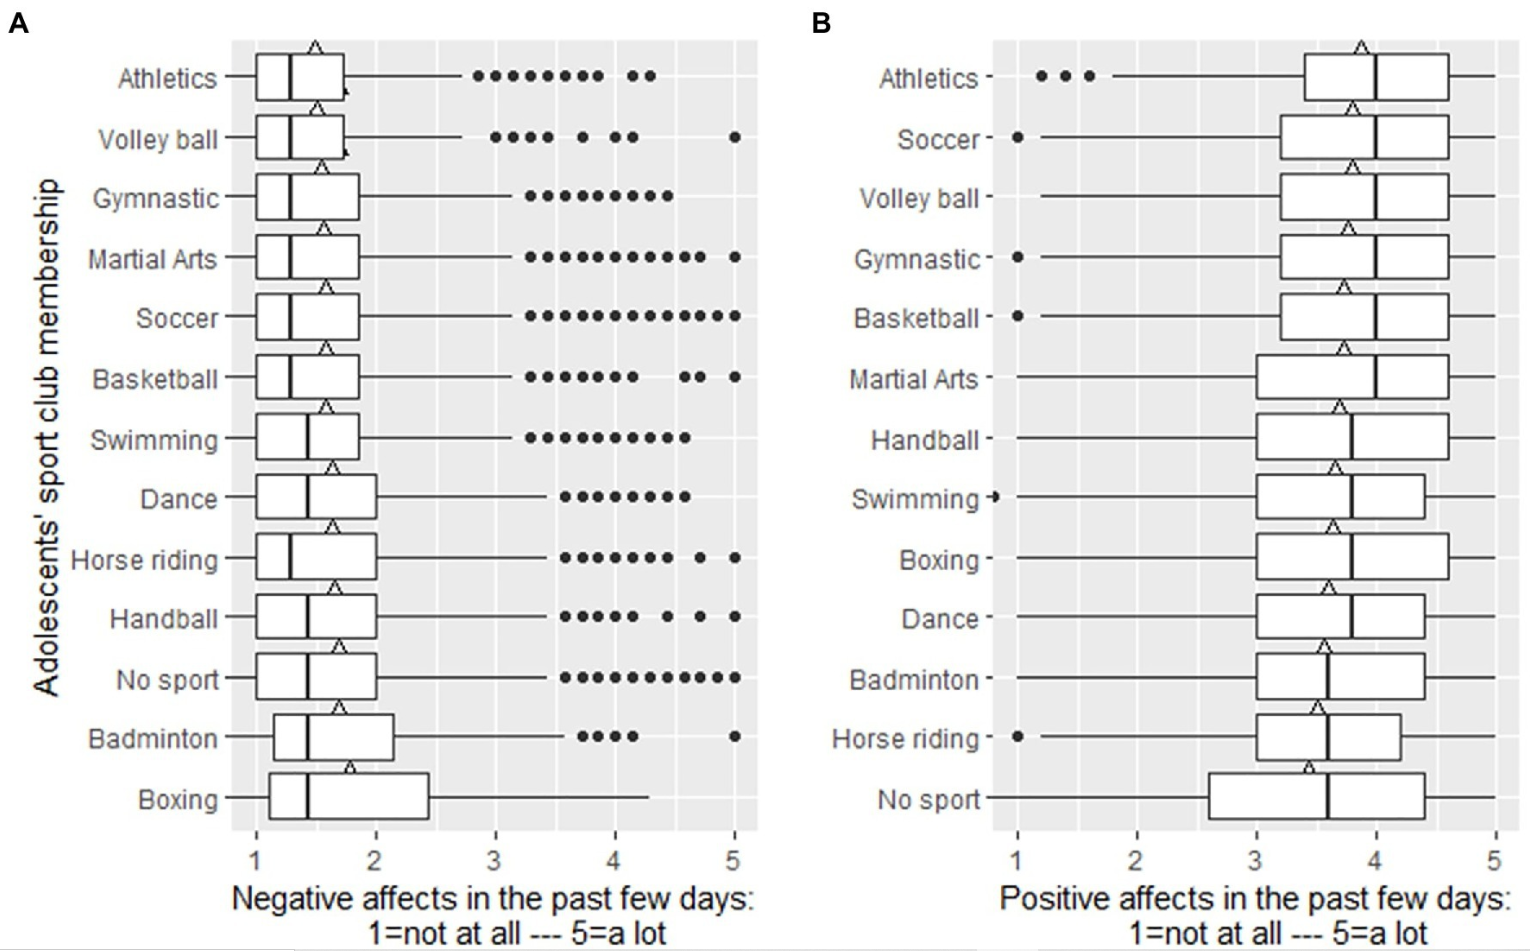 A
Adolescents' sport club membership
Athletics
Volley ball
Gymnastic
Martial Arts
Soccer
Basketball
Swimming
Dance
Horse riding
Handball
No sport
Badminton
Boxing
1 2 3 4 5
Negative affects in the past few days:
1=not at all --- 5=a lot
B
Athletics
Soccer
Volley ball
Gymnastic
Basketball
Martial Arts
Handball
Swimming
Boxing
Dance
Badminton
Horse riding
No sport
1 2 3 4 5
Positive affects in the past few days:
1=not at all --- 5=a lot